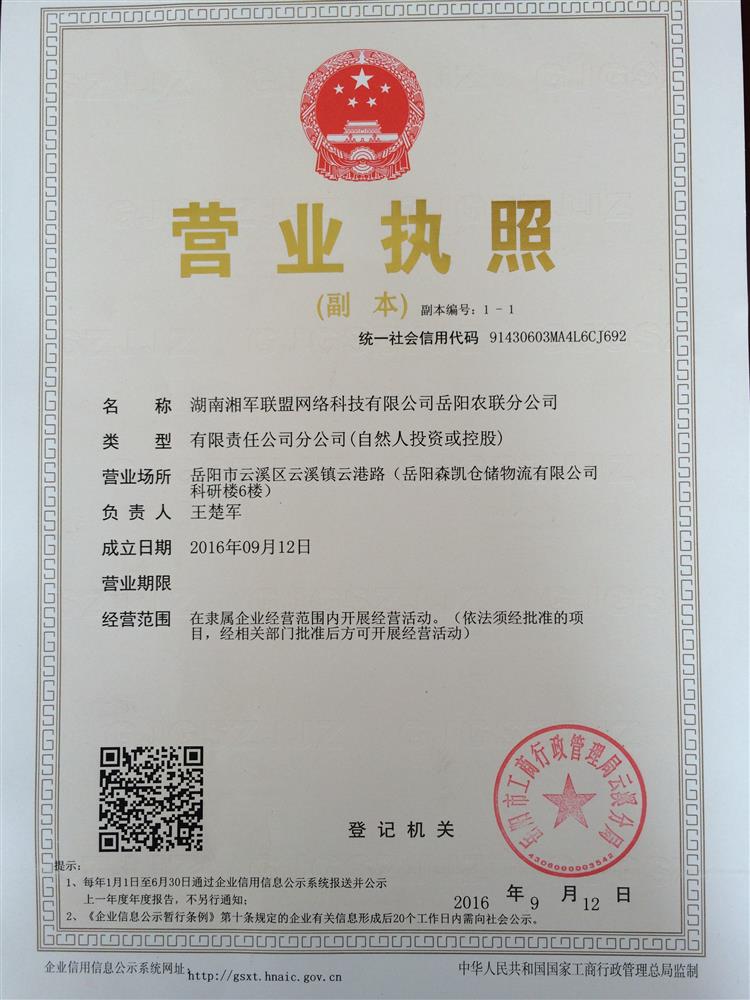 营业执照
(副 本) 副本编号：1 - 1
统一社会信用代码 91430603MA4L6CJ692
名 称 湖南湘军联盟网络科技有限公司岳阳农联分公司
类 型 有限责任公司分公司(自然人投资或控股)
营业场所 岳阳市云溪区云溪镇云港路（岳阳森凯仓储物流有限公司
科研楼6楼）
负 责 人 王楚军
成立日期 2016年09月12日
营业期限
经营范围 在隶属企业经营范围内开展经营活动。（依法须经批准的项
目，经相关部门批准后方可开展经营活动）
岳阳市工商行政管理局云溪分局
4306000003542
登 记 机 关
提示：
1、每年1月1日至6月30日通过企业信用信息公示系统报送并公示
上一年度年度报告，不另行通知；
2016 年 9 月 12 日
2、《企业信息公示暂行条例》第十条规定的企业有关信息形成后20个工作日内需向社会公示。
企业信用信息公示系统网址：http://gsxt.hnaic.gov.cn
中华人民共和国国家工商行政管理总局监制